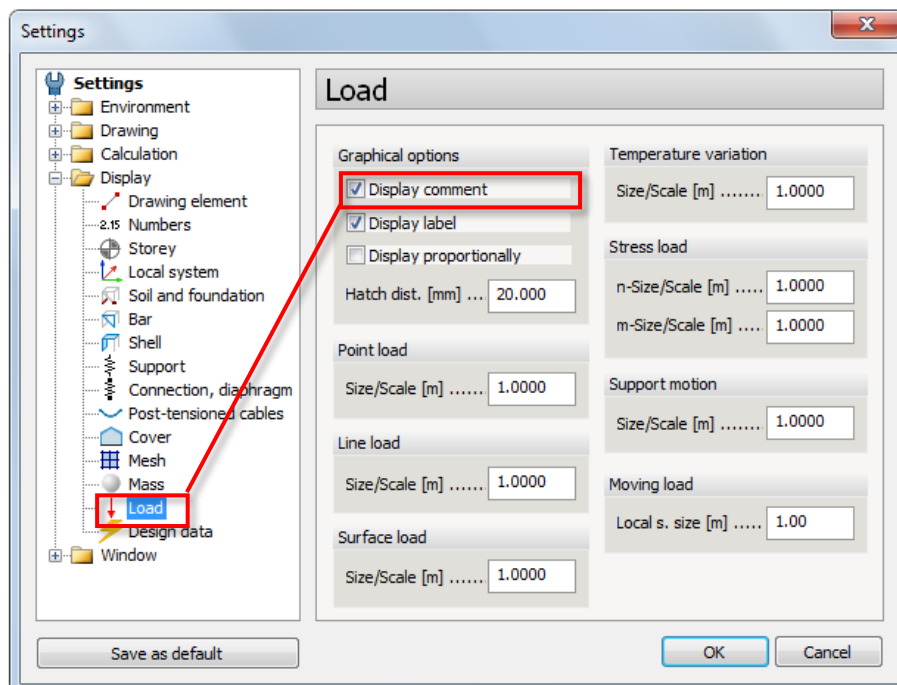 Settings
Settings
Environment
Drawing
Calculation
Display
Drawing element
2.15 Numbers
Storey
Local system
Soil and foundation
Bar
Shell
Support
Connection, diaphragm
Post-tensioned cables
Cover
Mesh
Mass
Load
Design data
Window
Save as default
Load
Graphical options
Display comment
Display label
Display proportionally
Hatch dist. [mm] .... 20.000
Point load
Size/Scale [m] ...... 1.0000
Line load
Size/Scale [m] ...... 1.0000
Surface load
Size/Scale [m] ...... 1.0000
Temperature variation
Size/Scale [m] ....... 1.0000
Stress load
n-Size/Scale [m] ..... 1.0000
m-Size/Scale [m] .... 1.0000
Support motion
Size/Scale [m] ....... 1.0000
Moving load
Local s. size [m] ..... 1.00
OK
Cancel